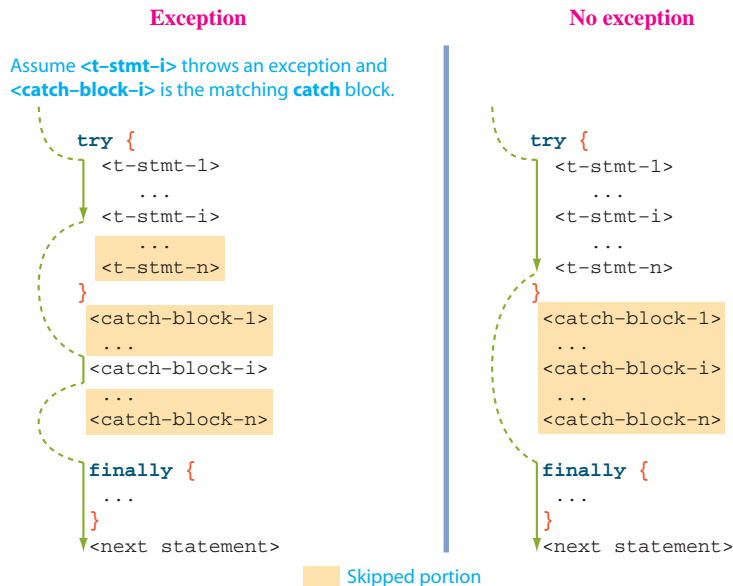 Exception
Assume <t–stmt–i> throws an exception and
<catch–block–i> is the matching catch block.
try {
<t–stmt–1>
...
<t–stmt–i>
...
<t–stmt–n>
}
<catch–block–1>
...
<catch–block–i>
...
<catch–block–n>
finally {
...
}
<next statement>
No exception
try {
<t–stmt–1>
...
<t–stmt–i>
...
<t–stmt–n>
}
<catch–block–1>
...
<catch–block–i>
...
<catch–block–n>
finally {
...
}
<next statement>
Skipped portion